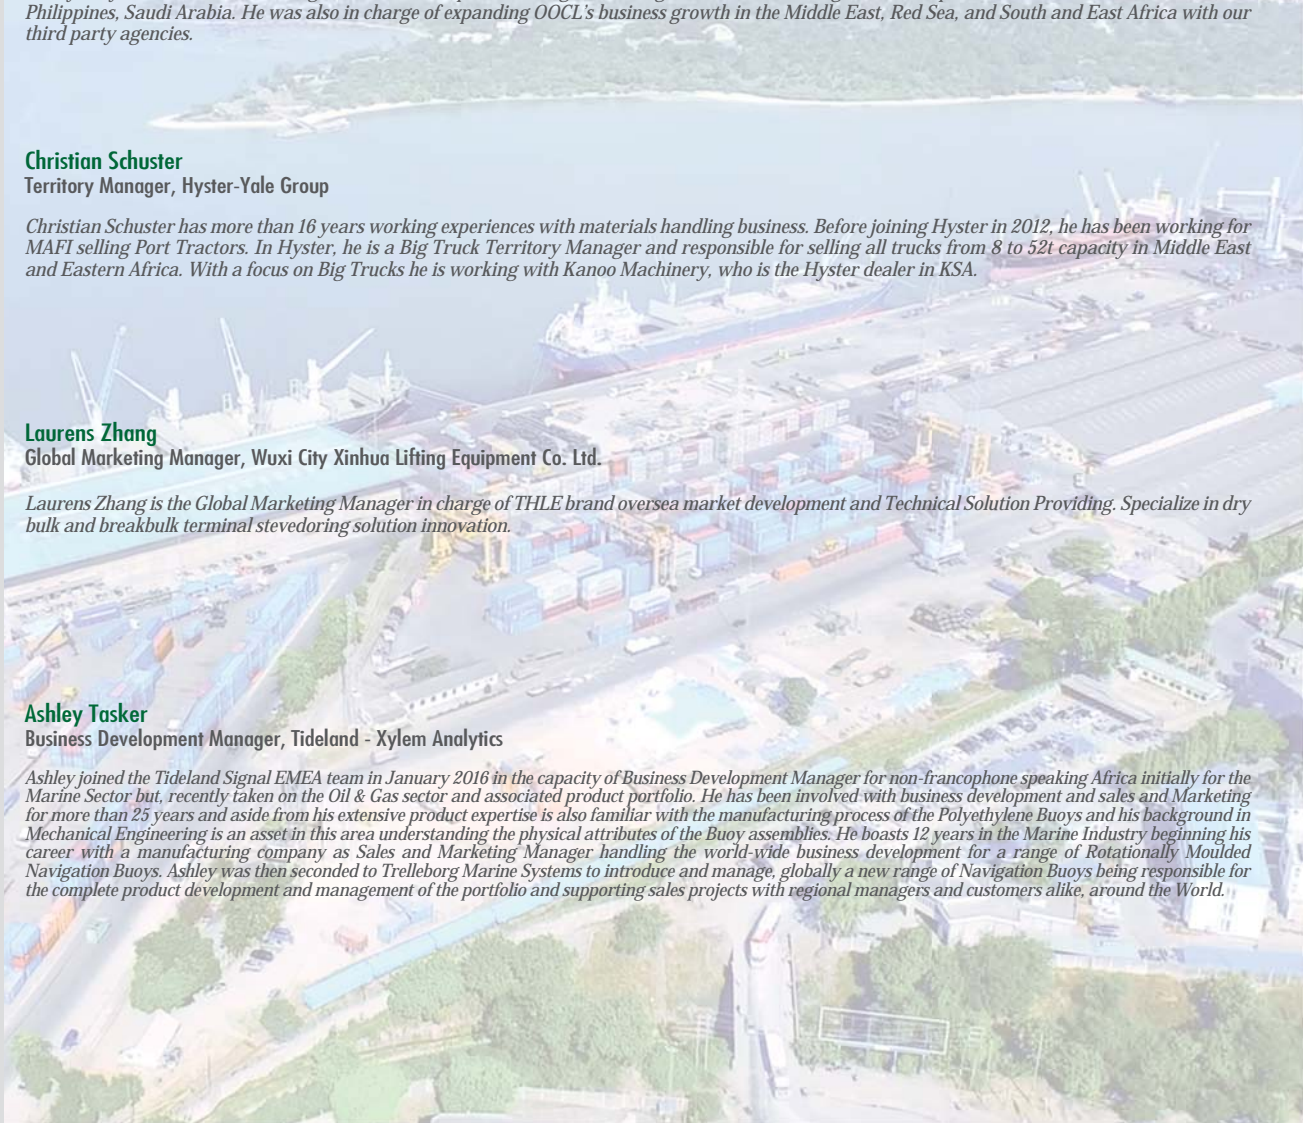 Philippines, Saudi Arabia. He was also in charge of expanding OOCL's business growth in the Middle East, Red Sea, and South and East Africa with our
third party agencies.
Christian Schuster
Territory Manager, Hyster-Yale Group
Christian Schuster has more than 16 years working experiences with materials handling business. Before joining Hyster in 2012, he has been working for
MAFI selling Port Tractors. In Hyster, he is a Big Truck Territory Manager and responsible for selling all trucks from 8 to 52t capacity in Middle East
and Eastern Africa. With a focus on Big Trucks he is working with Kanoo Machinery, who is the Hyster dealer in KSA.
Laurens Zhang
Global Marketing Manager, Wuxi City Xinhua Lifting Equipment Co. Ltd.
Laurens Zhang is the Global Marketing Manager in charge of THLE brand oversea market development and Technical Solution Providing. Specialize in dry
bulk and breakbulk terminal stevedoring solution innovation.
Ashley Tasker
Business Development Manager, Tideland - Xylem Analytics
Ashley joined the Tideland Signal EMEA team in January 2016 in the capacity of Business Development Manager for non-francophone speaking Africa initially for the
Marine Sector but, recently taken on the Oil & Gas sector and associated product portfolio. He has been involved with business development and sales and Marketing
for more than 25 years and aside from his extensive product expertise is also familiar with the manufacturing process of the Polyethylene Buoys and his background in
Mechanical Engineering is an asset in this area understanding the physical attributes of the Buoy assemblies. He boasts 12 years in the Marine Industry beginning his
career with a manufacturing company as Sales and Marketing Manager handling the world-wide business development for a range of Rotationally Moulded
Navigation Buoys. Ashley was then seconded to Trelleborg Marine Systems to introduce and manage, globally a new range of Navigation Buoys being responsible for
the complete product development and management of the portfolio and supporting sales projects with regional managers and customers alike, around the World.